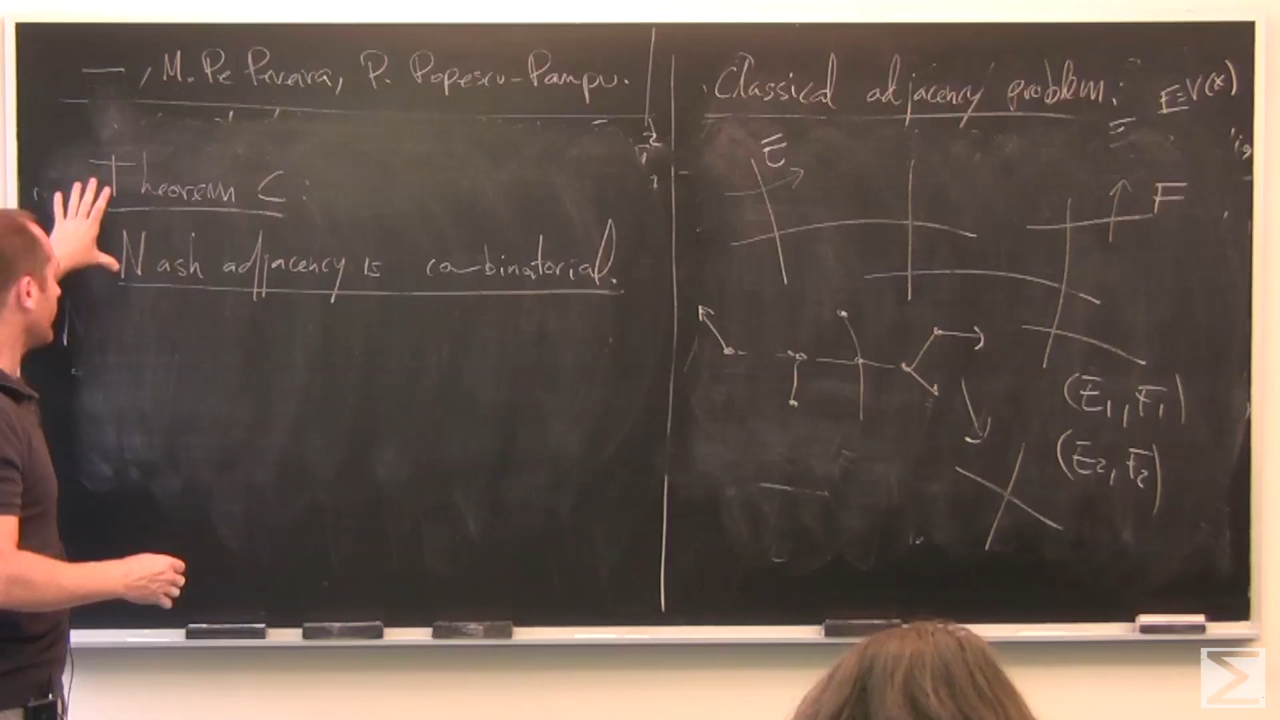 —, M. Pe Pereira, P. Popescu-Pampu.
Theorem C:
Nash adjacency is combinatorial.
Classical adjacency problem:
E≡V(x)
E
F
(E₁, F₁)
(E₂, F₂)
Σ